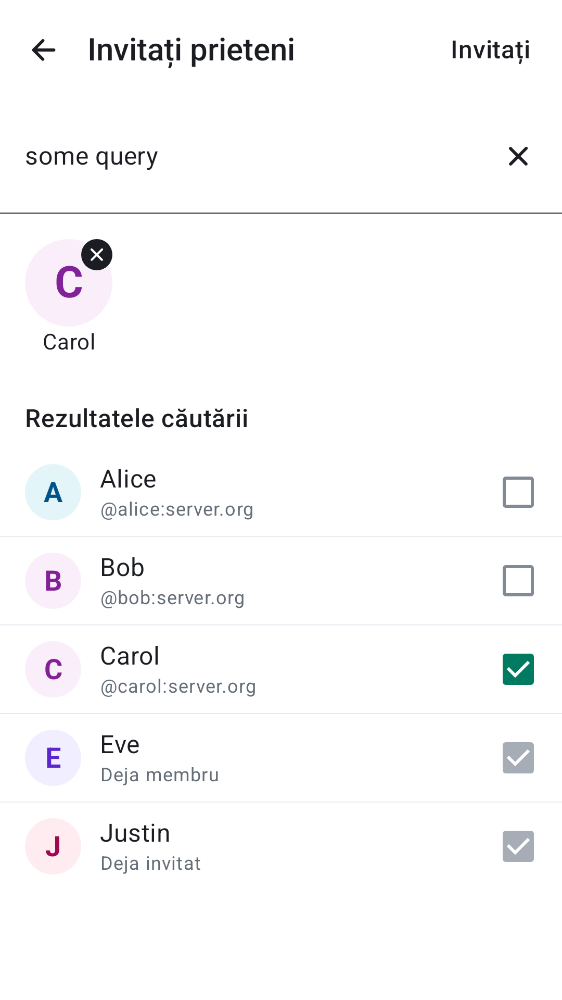 Invitați prieteni
Invitați
some query
C
Carol
Rezultatele căutării
A
Alice
@alice:server.org
B
Bob
@bob:server.org
C
Carol
@carol:server.org
E
Eve
Deja membru
J
Justin
Deja invitat